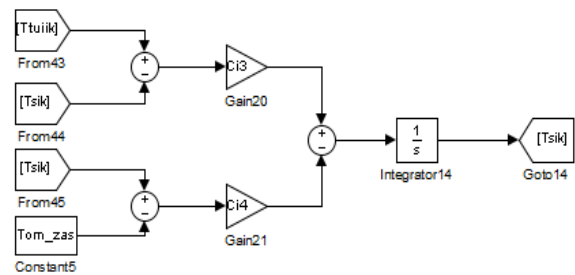 [Ttuiik]
From43
+
−
[Tsik]
From44
Ci3
Gain20
[Tsik]
From45
+
−
Tom_zas
Constant5
Ci4
Gain21
+
−
1
s
Integrator14
[Tsik]
Goto14